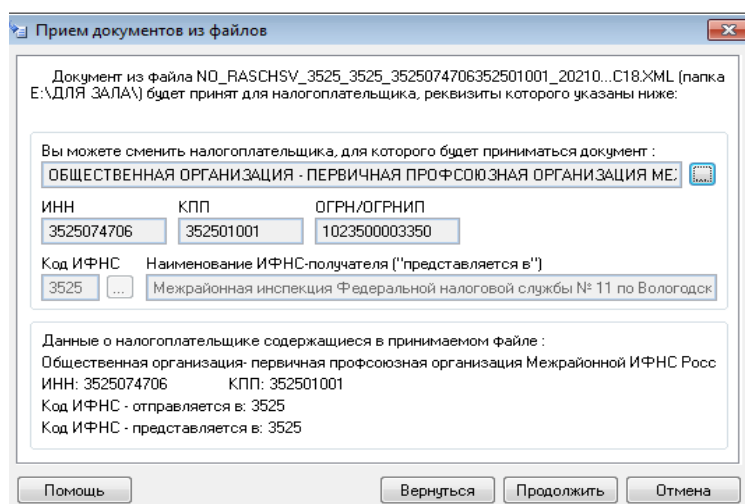 Прием документов из файлов
Документ из файла NO_RASCHSV_3525_3525_3525074706352501001_20210...C18.XML (папка
E:\ДЛЯ ЗАЛА\) будет принят для налогоплательщика, реквизиты которого указаны ниже:
Вы можете сменить налогоплательщика, для которого будет приниматься документ :
ОБЩЕСТВЕННАЯ ОРГАНИЗАЦИЯ - ПЕРВИЧНАЯ ПРОФСОЮЗНАЯ ОРГАНИЗАЦИЯ МЕЖ ...
ИНН КПП ОГРН/ОГРНИП
3525074706 352501001 1023500003350
Код ИФНС Наименование ИФНС-получателя ("представляется в")
3525 ... Межрайонная инспекция Федеральной налоговой службы № 11 по Вологодск
Данные о налогоплательщике содержащиеся в принимаемом файле :
Общественная организация- первичная профсоюзная организация Межрайонной ИФНС Росс
ИНН: 3525074706 КПП: 352501001
Код ИФНС - отправляется в: 3525
Код ИФНС - представляется в: 3525
Помощь Вернуться Продолжить Отмена